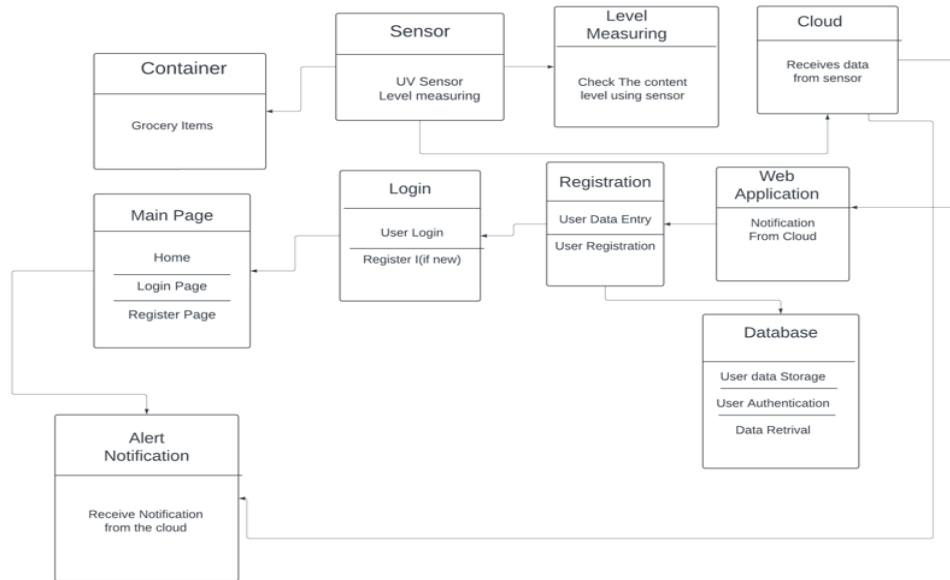 Container
Grocery Items
Sensor
UV Sensor
Level measuring
Level
Measuring
Check The content
level using sensor
Cloud
Receives data
from sensor
Main Page
Home
Login Page
Register Page
Login
User Login
Register I(if new)
Registration
User Data Entry
User Registration
Web
Application
Notification
From Cloud
Database
User data Storage
User Authentication
Data Retrival
Alert
Notification
Receive Notification
from the cloud